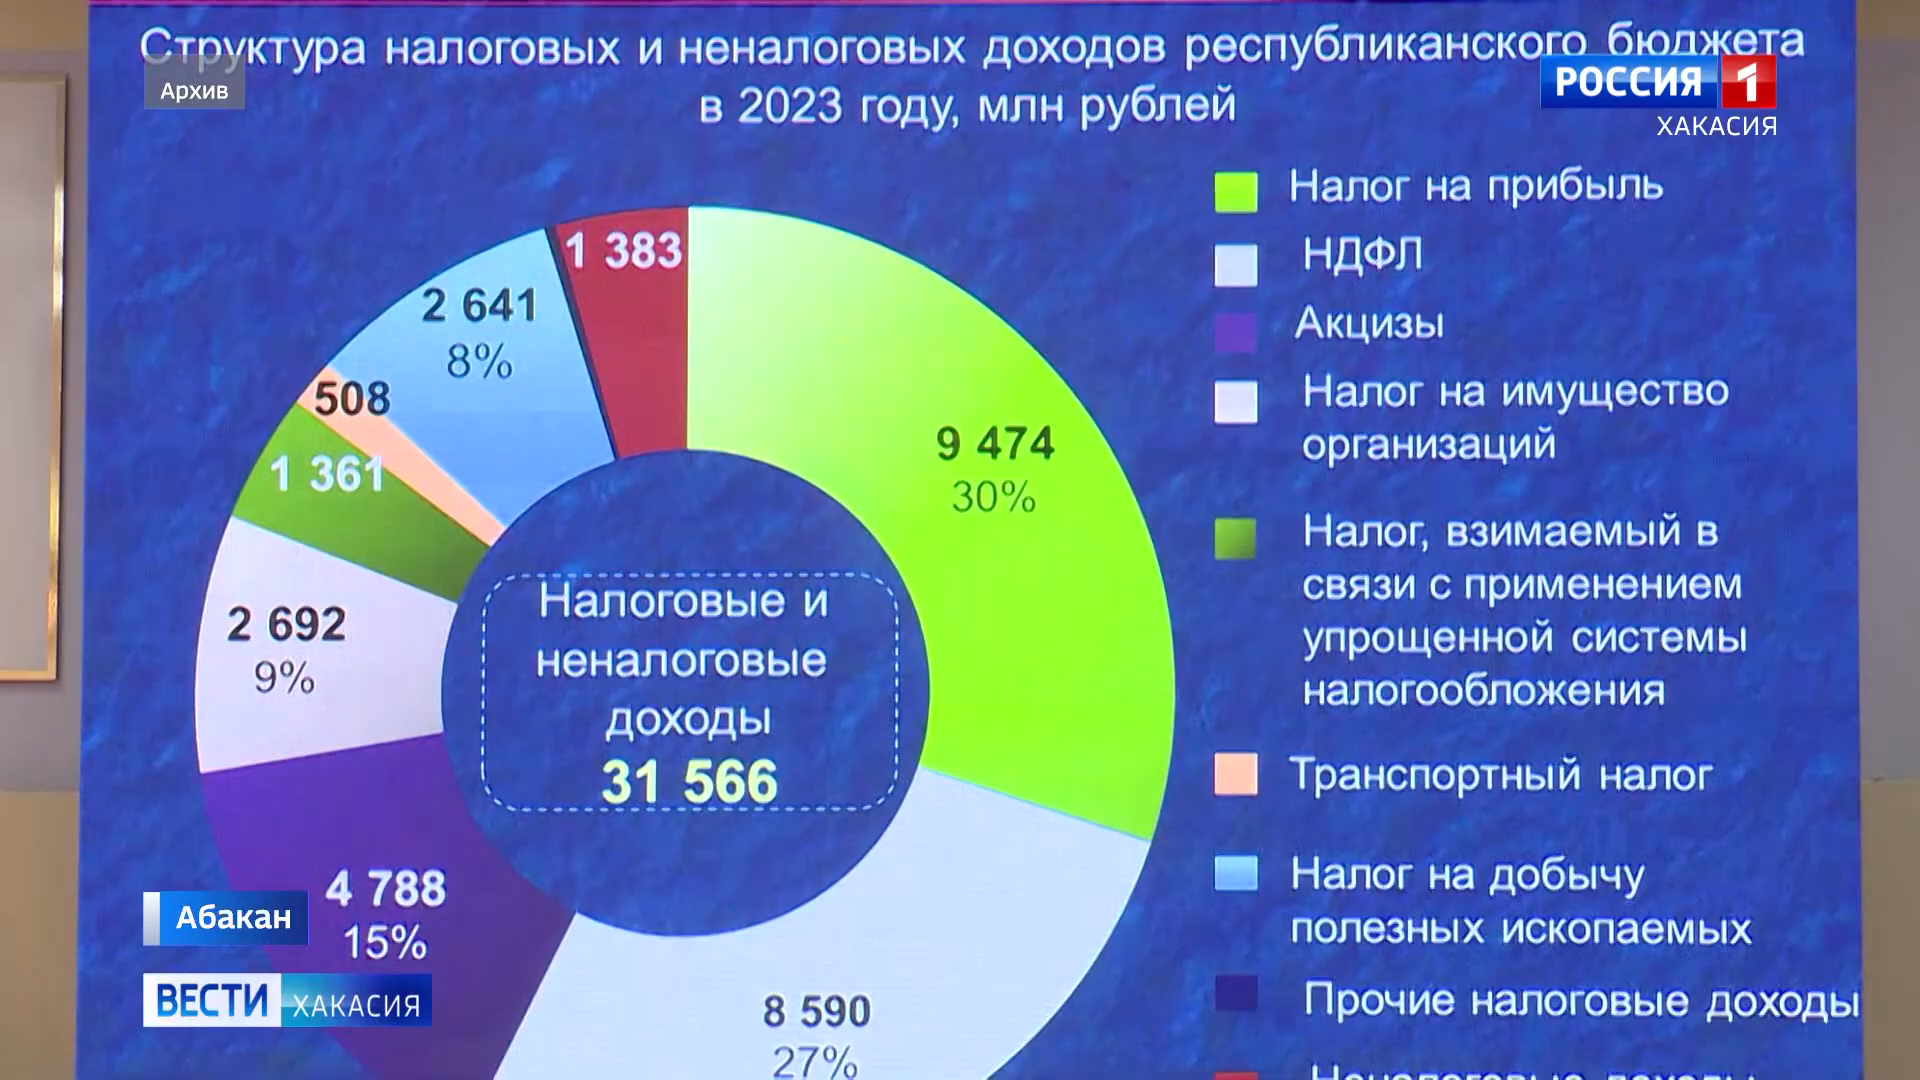 Структура налоговых и неналоговых доходов республиканского бюджета
в 2023 году, млн рублей
Архив
РОССИЯ 1
ХАКАСИЯ
1 383
2 641
8%
508
1 361
2 692
9%
4 788
15%
8 590
27%
9 474
30%
Налоговые и
неналоговые
доходы
31 566
Налог на прибыль
НДФЛ
Акцизы
Налог на имущество
организаций
Налог, взимаемый в
связи с применением
упрощенной системы
налогообложения
Транспортный налог
Налог на добычу
полезных ископаемых
Прочие налоговые доходы
Неналоговые доходы
Абакан
ВЕСТИ ХАКАСИЯ